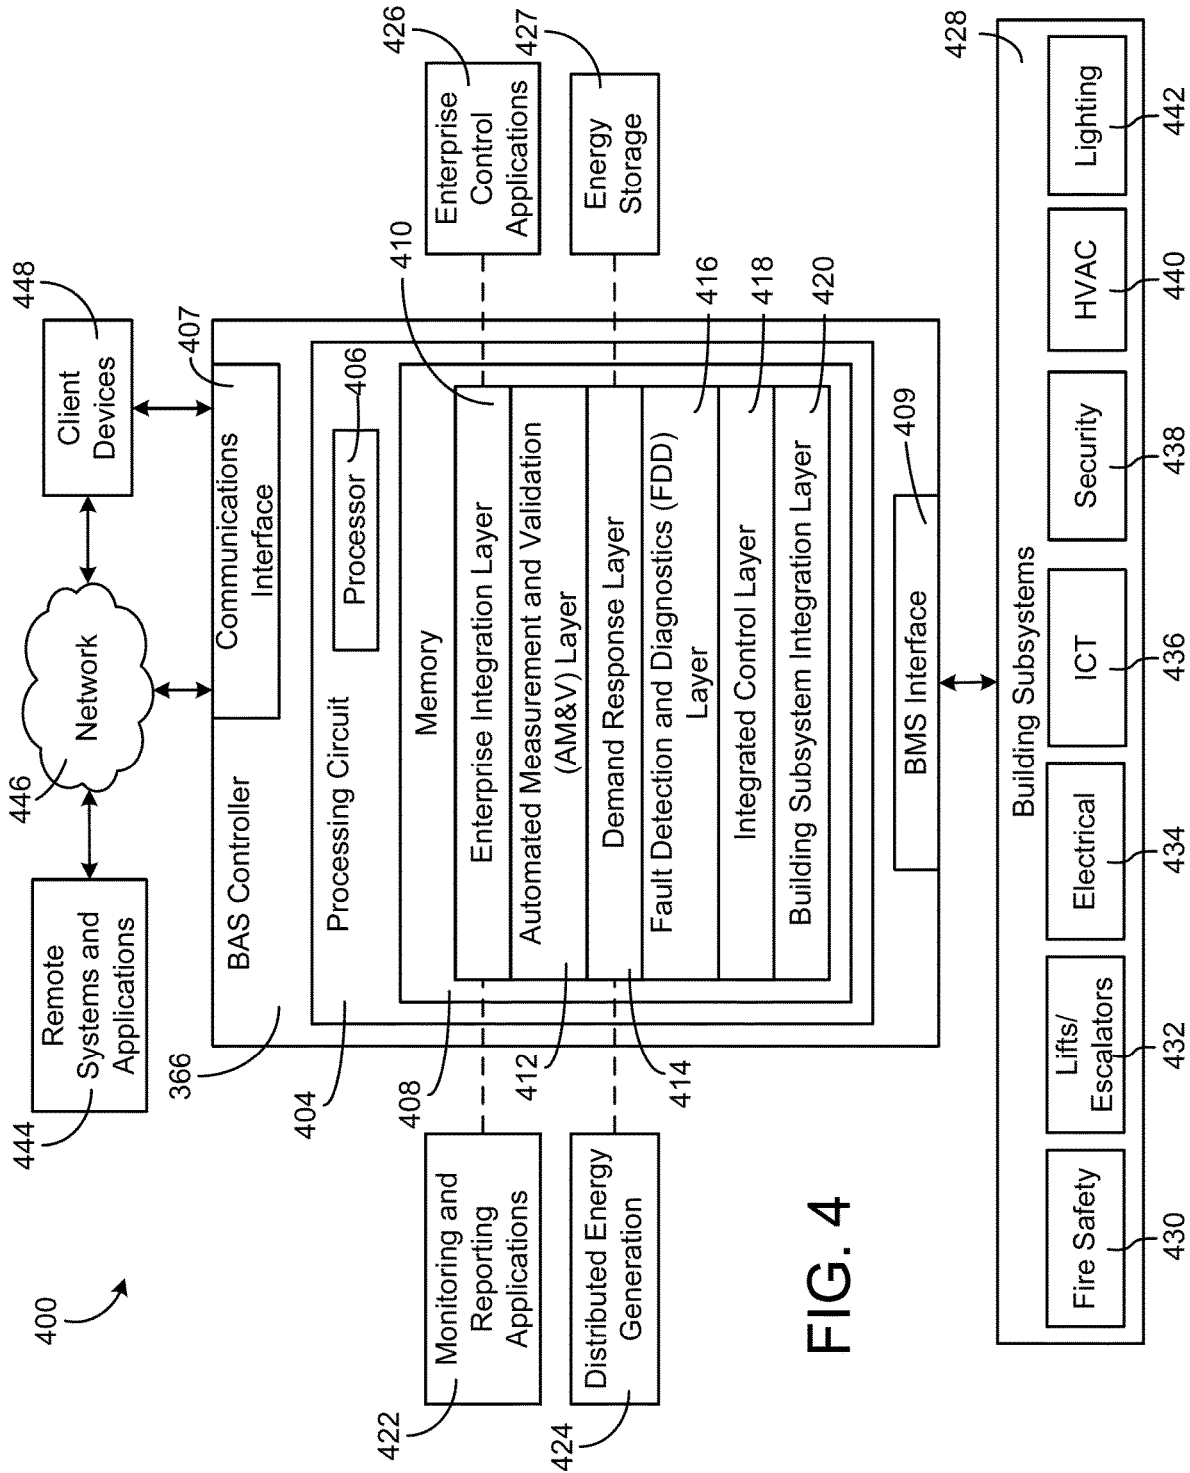 400
444
Remote
Systems and
Applications
446
Network
448
Client
Devices
366
BAS Controller
Communications
Interface
407
404
Processing Circuit
Processor
406
408
Memory
410
Enterprise Integration Layer
Automated Measurement and Validation
(AM&V) Layer
412
Demand Response Layer
414
Fault Detection and Diagnostics (FDD)
Layer
416
Integrated Control Layer
418
Building Subsystem Integration Layer
420
422
Monitoring and
Reporting
Applications
424
Distributed Energy
Generation
426
Enterprise
Control
Applications
427
Energy
Storage
BMS Interface
409
Building Subsystems
428
Fire Safety
430
Lifts/
Escalators
432
Electrical
434
ICT
436
Security
438
HVAC
440
Lighting
442
FIG. 4